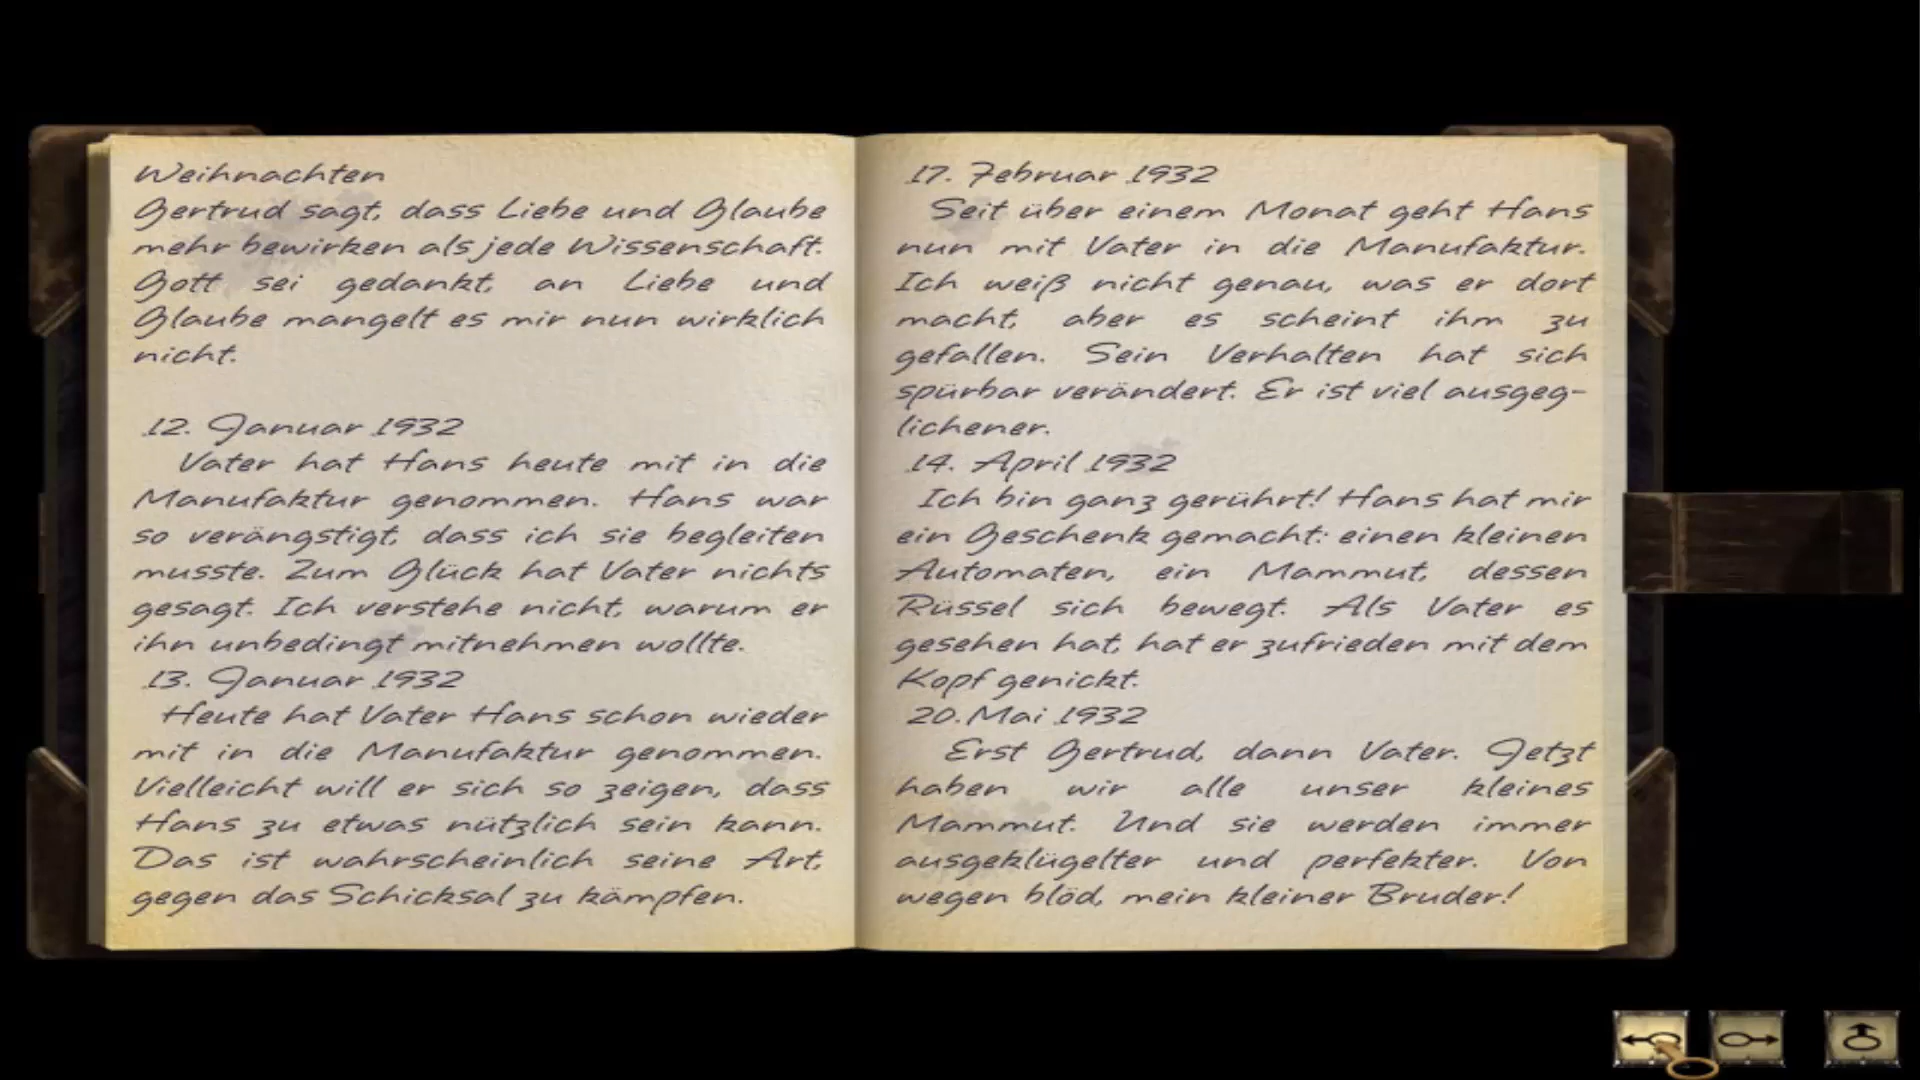 Weihnachten
Gertrud sagt, dass Liebe und Glaube
mehr bewirken als jede Wissenschaft.
Gott sei gedankt, an Liebe und
Glaube mangelt es mir nun wirklich
nicht.
12. Januar 1932
Vater hat Hans heute mit in die
Manufaktur genommen. Hans war
so verängstigt, dass ich sie begleiten
musste. Zum Glück hat Vater nichts
gesagt. Ich verstehe nicht, warum er
ihn unbedingt mitnehmen wollte.
13. Januar 1932
Heute hat Vater Hans schon wieder
mit in die Manufaktur genommen.
Vielleicht will er sich so zeigen, dass
Hans zu etwas nützlich sein kann.
Das ist wahrscheinlich seine Art,
gegen das Schicksal zu kämpfen.
17. Februar 1932
Seit über einem Monat geht Hans
nun mit Vater in die Manufaktur.
Ich weiß nicht genau, was er dort
macht, aber es scheint ihm zu
gefallen. Sein Verhalten hat sich
spürbar verändert. Er ist viel ausgeg-
lichener.
14. April 1932
Ich bin ganz gerührt! Hans hat mir
ein Geschenk gemacht: einen kleinen
Automaten, ein Mammut, dessen
Rüssel sich bewegt. Als Vater es
gesehen hat, hat er zufrieden mit dem
Kopf genickt.
20. Mai 1932
Erst Gertrud, dann Vater. Jetzt
haben wir alle unser kleines
Mammut. Und sie werden immer
ausgeklügelter und perfekter. Von
wegen blöd, mein kleiner Bruder!